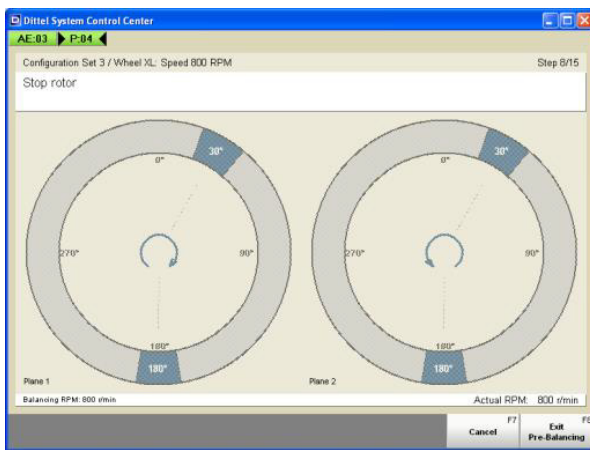 Dittel System Control Center
AE:03 P:04
Configuration Set 3 / Wheel XL: Speed 800 RPM Step 8/15
Stop rotor
30° 30°
0° 0°
270° 90° 270° 90°
180° 180°
180° 180°
Plane 1 Plane 2
Balancing RPM: 800 r/min Actual RPM: 800 r/min
F7 F8
Cancel Exit
Pre-Balancing